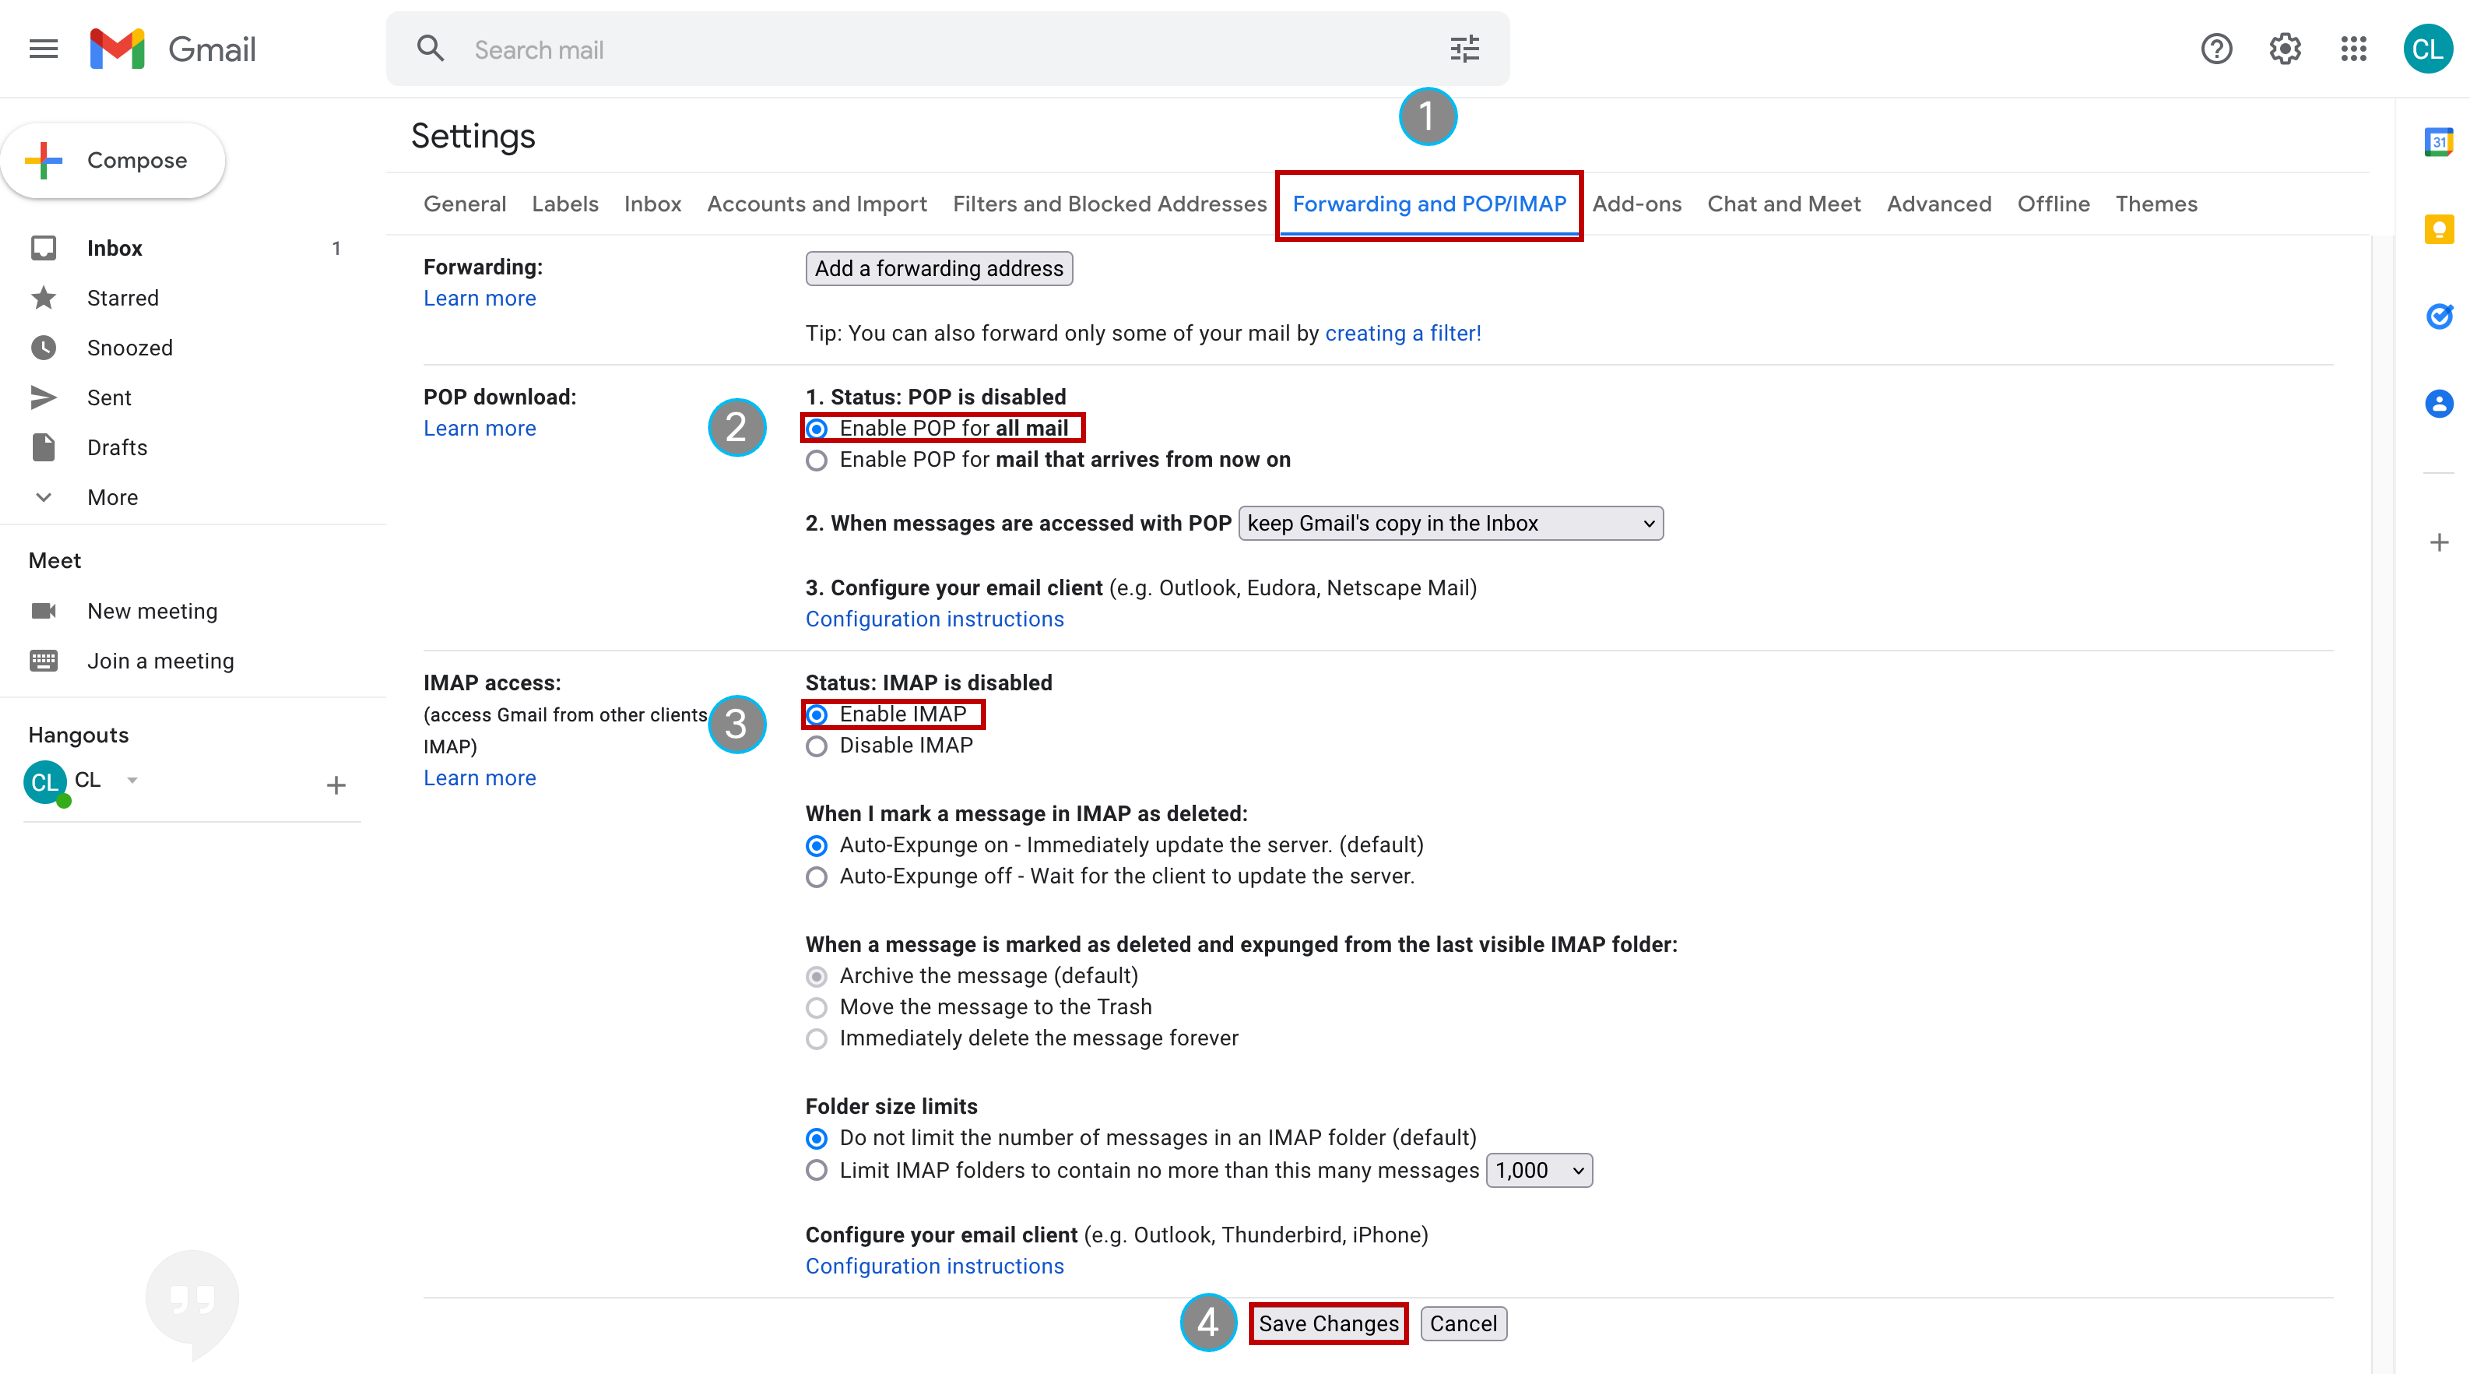 Gmail
Search mail
CL
1
Settings
Compose
General Labels Inbox Accounts and Import Filters and Blocked Addresses Forwarding and POP/IMAP Add-ons Chat and Meet Advanced Offline Themes
31
Inbox 1
Starred
Snoozed
Sent
Drafts
More
Meet
New meeting
Join a meeting
Hangouts
CL CL
Forwarding:
Learn more
Add a forwarding address
Tip: You can also forward only some of your mail by creating a filter!
POP download:
Learn more
2
1. Status: POP is disabled
Enable POP for all mail
Enable POP for mail that arrives from now on
2. When messages are accessed with POP keep Gmail's copy in the Inbox
3. Configure your email client (e.g. Outlook, Eudora, Netscape Mail)
Configuration instructions
IMAP access:
(access Gmail from other clients
IMAP)
Learn more
3
Status: IMAP is disabled
Enable IMAP
Disable IMAP
When I mark a message in IMAP as deleted:
Auto-Expunge on - Immediately update the server. (default)
Auto-Expunge off - Wait for the client to update the server.
When a message is marked as deleted and expunged from the last visible IMAP folder:
Archive the message (default)
Move the message to the Trash
Immediately delete the message forever
Folder size limits
Do not limit the number of messages in an IMAP folder (default)
Limit IMAP folders to contain no more than this many messages 1,000
Configure your email client (e.g. Outlook, Thunderbird, iPhone)
Configuration instructions
4 Save Changes Cancel